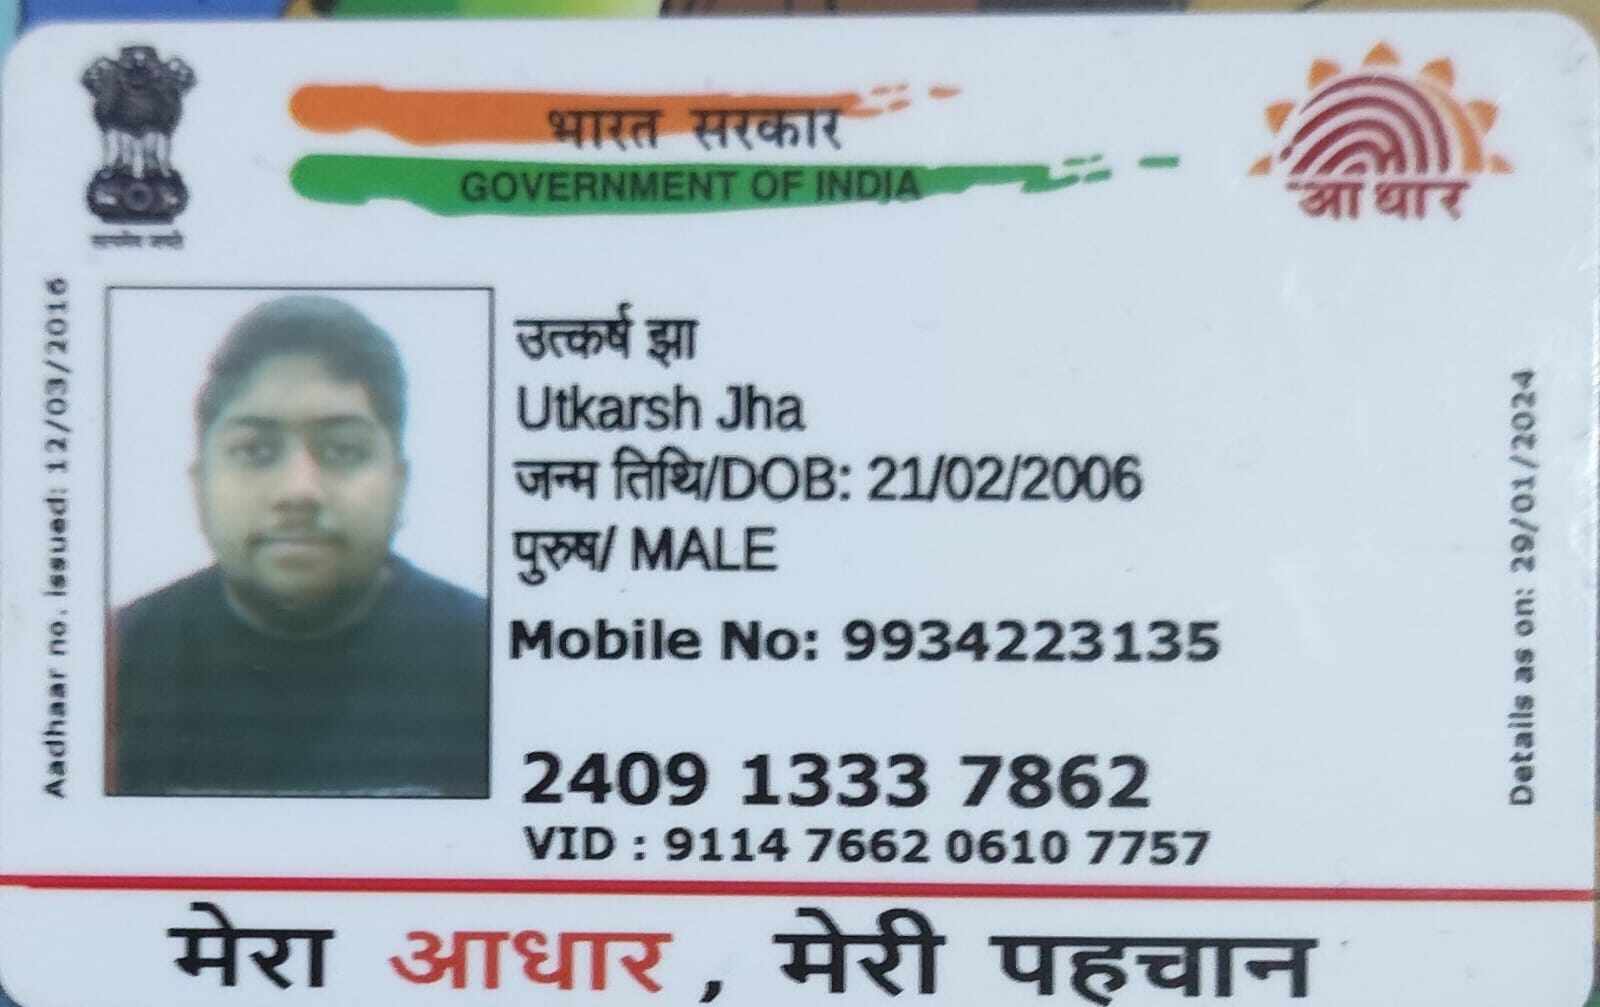 भारत सरकार
GOVERNMENT OF INDIA
आधार
सत्यमेव जयते
Aadhaar no. issued: 12/03/2016
उत्कर्ष झा
Utkarsh Jha
जन्म तिथि/DOB: 21/02/2006
पुरुष/ MALE
Mobile No: 9934223135
2409 1333 7862
VID : 9114 7662 0610 7757
Details as on: 29/01/2024
मेरा आधार, मेरी पहचान